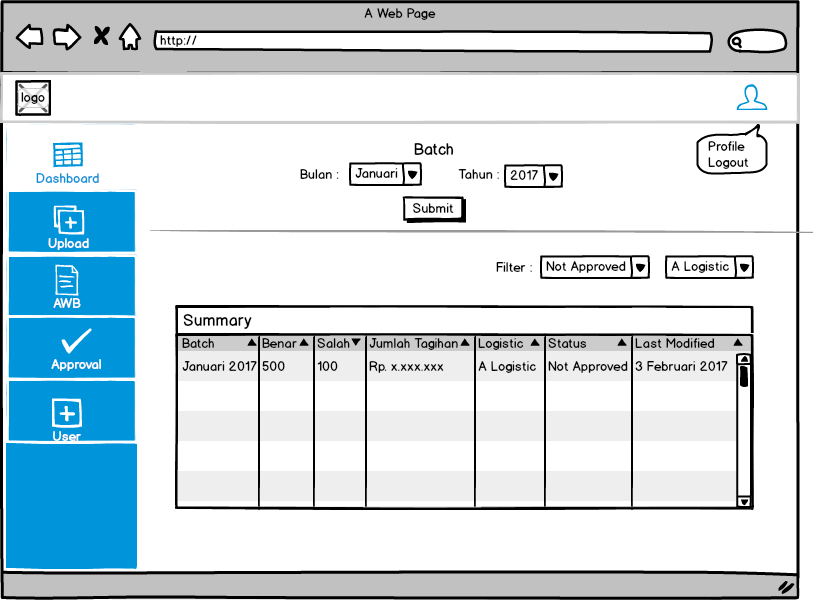 A Web Page
http://
logo
Profile
Logout
Dashboard
Upload
AWB
Approval
User
Batch
Bulan : Januari Tahun : 2017
Submit
Filter : Not Approved A Logistic
Summary
Batch Benar Salah Jumlah Tagihan Logistic Status Last Modified
Januari 2017 500 100 Rp. x.xxx.xxx A Logistic Not Approved 3 Februari 2017